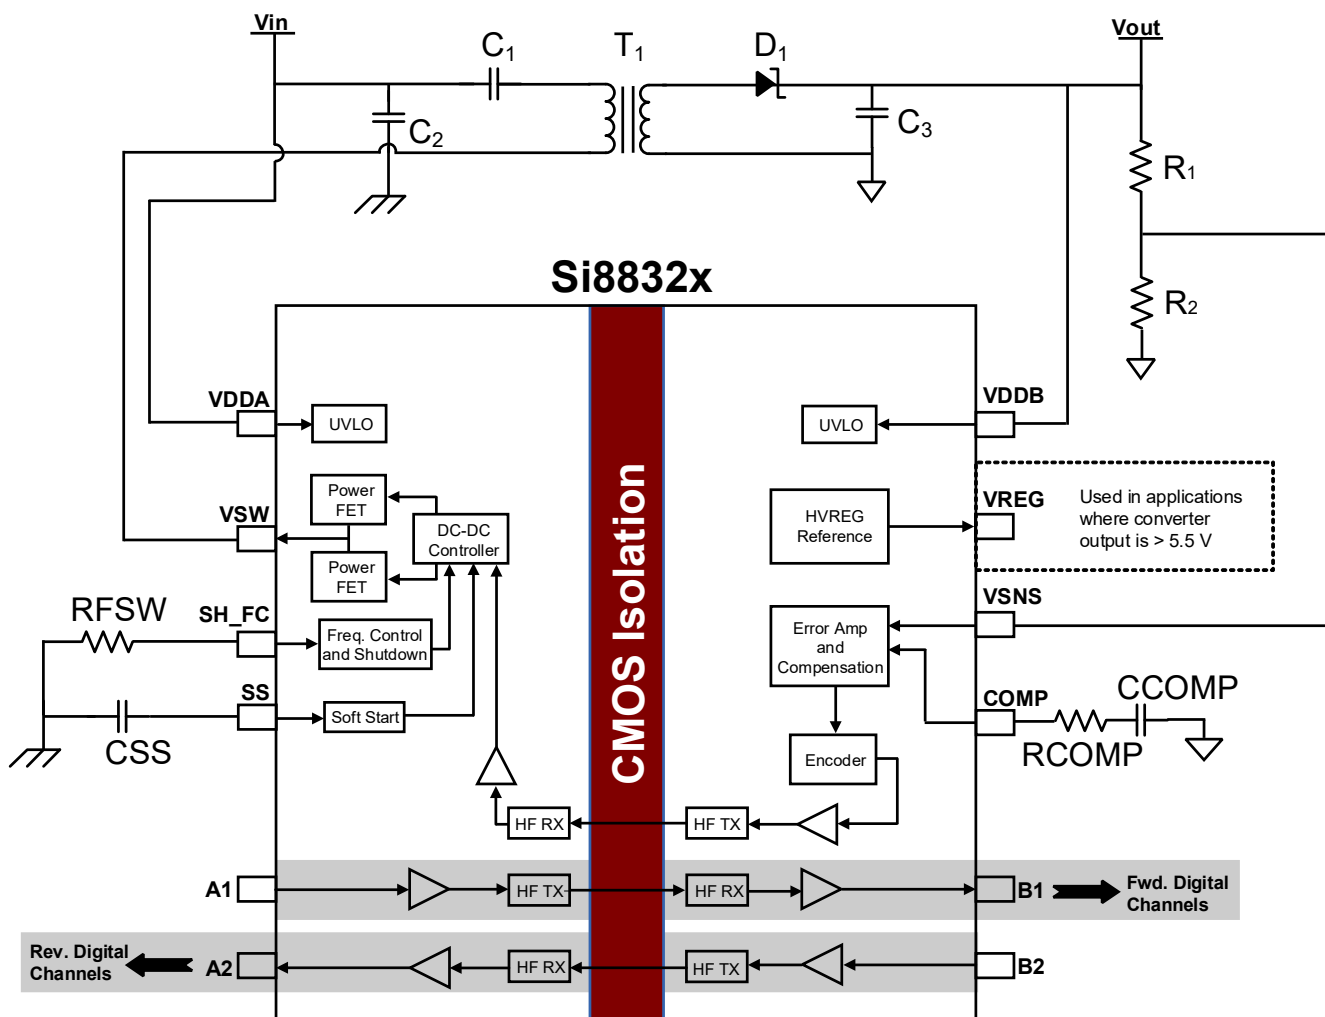 Vin
C1
T1
D1
Vout
C2
C3
R1
R2
Si8832x
VDDA
UVLO
UVLO
VDDB
VSW
Power
FET
DC-DC
Controller
Power
FET
HVREG
Reference
VREG
Used in applications
where converter
output is > 5.5 V
CMOS Isolation
RFSW
SH_FC
Freq. Control
and Shutdown
Error Amp
and
Compensation
VSNS
SS
Soft Start
CSS
COMP
CCOMP
RCOMP
Encoder
HF RX
HF TX
A1
HF TX
HF RX
B1
Fwd. Digital
Channels
Rev. Digital
Channels
A2
HF RX
HF TX
B2